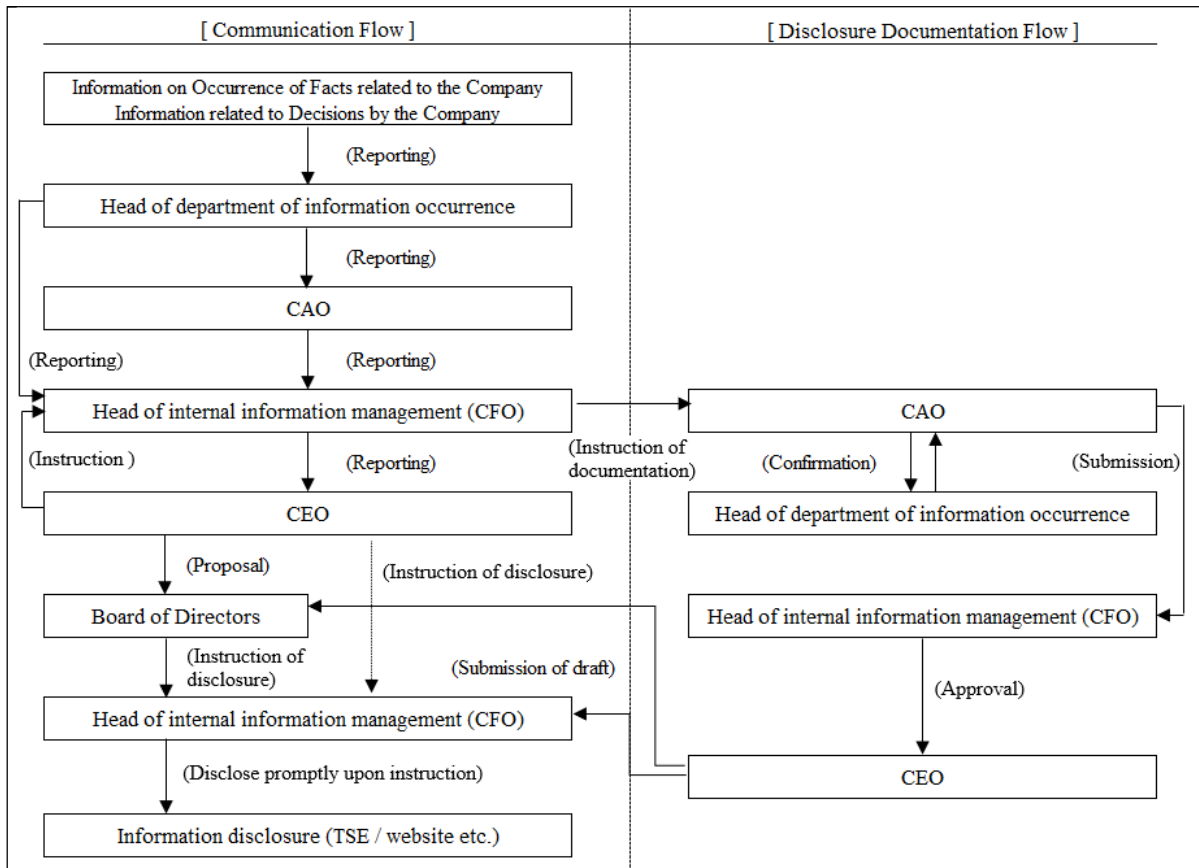 [ Communication Flow ]
[ Disclosure Documentation Flow ]
Information on Occurrence of Facts related to the Company
Information related to Decisions by the Company
(Reporting)
Head of department of information occurrence
(Reporting)
CAO
(Reporting)
(Reporting)
Head of internal information management (CFO)
CAO
(Instruction )
(Reporting)
(Instruction of
documentation)
(Confirmation)
(Submission)
CEO
Head of department of information occurrence
(Proposal)
(Instruction of disclosure)
Board of Directors
Head of internal information management (CFO)
(Instruction of
disclosure)
(Submission of draft)
(Approval)
Head of internal information management (CFO)
(Disclose promptly upon instruction)
CEO
Information disclosure (TSE / website etc.)